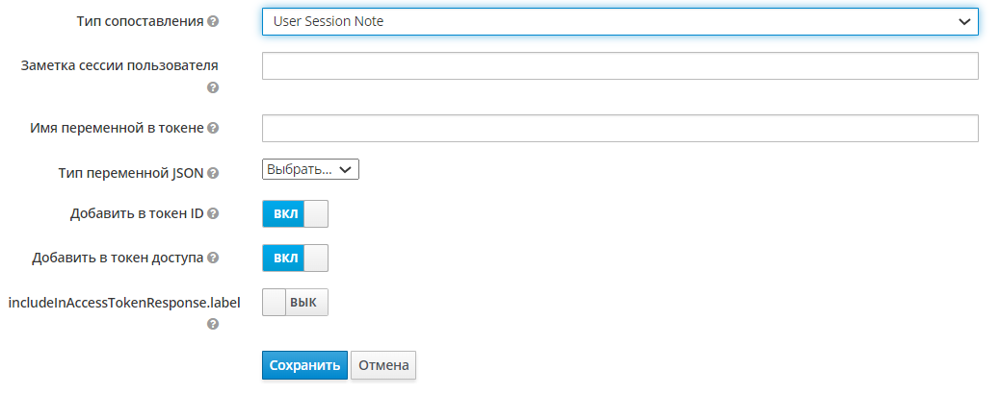 Тип сопоставления
User Session Note
Заметка сессии пользователя
Имя переменной в токене
Тип переменной JSON
Выбрать...
Добавить в токен ID
ВКЛ
Добавить в токен доступа
ВКЛ
includeInAccessTokenResponse.label
ВЫК
Сохранить
Отмена